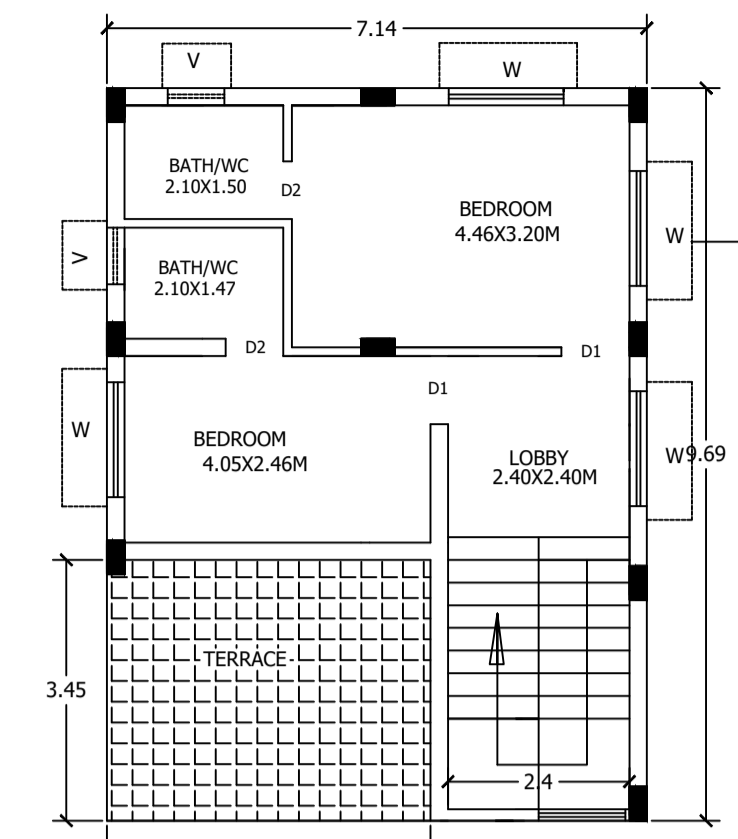 7.14
V
W
BATH/WC
2.10X1.50
D2
BEDROOM
4.46X3.20M
W
V
BATH/WC
2.10X1.47
D2
D1
D1
W
BEDROOM
4.05X2.46M
LOBBY
2.40X2.40M
W
9.69
TERRACE
3.45
2.4